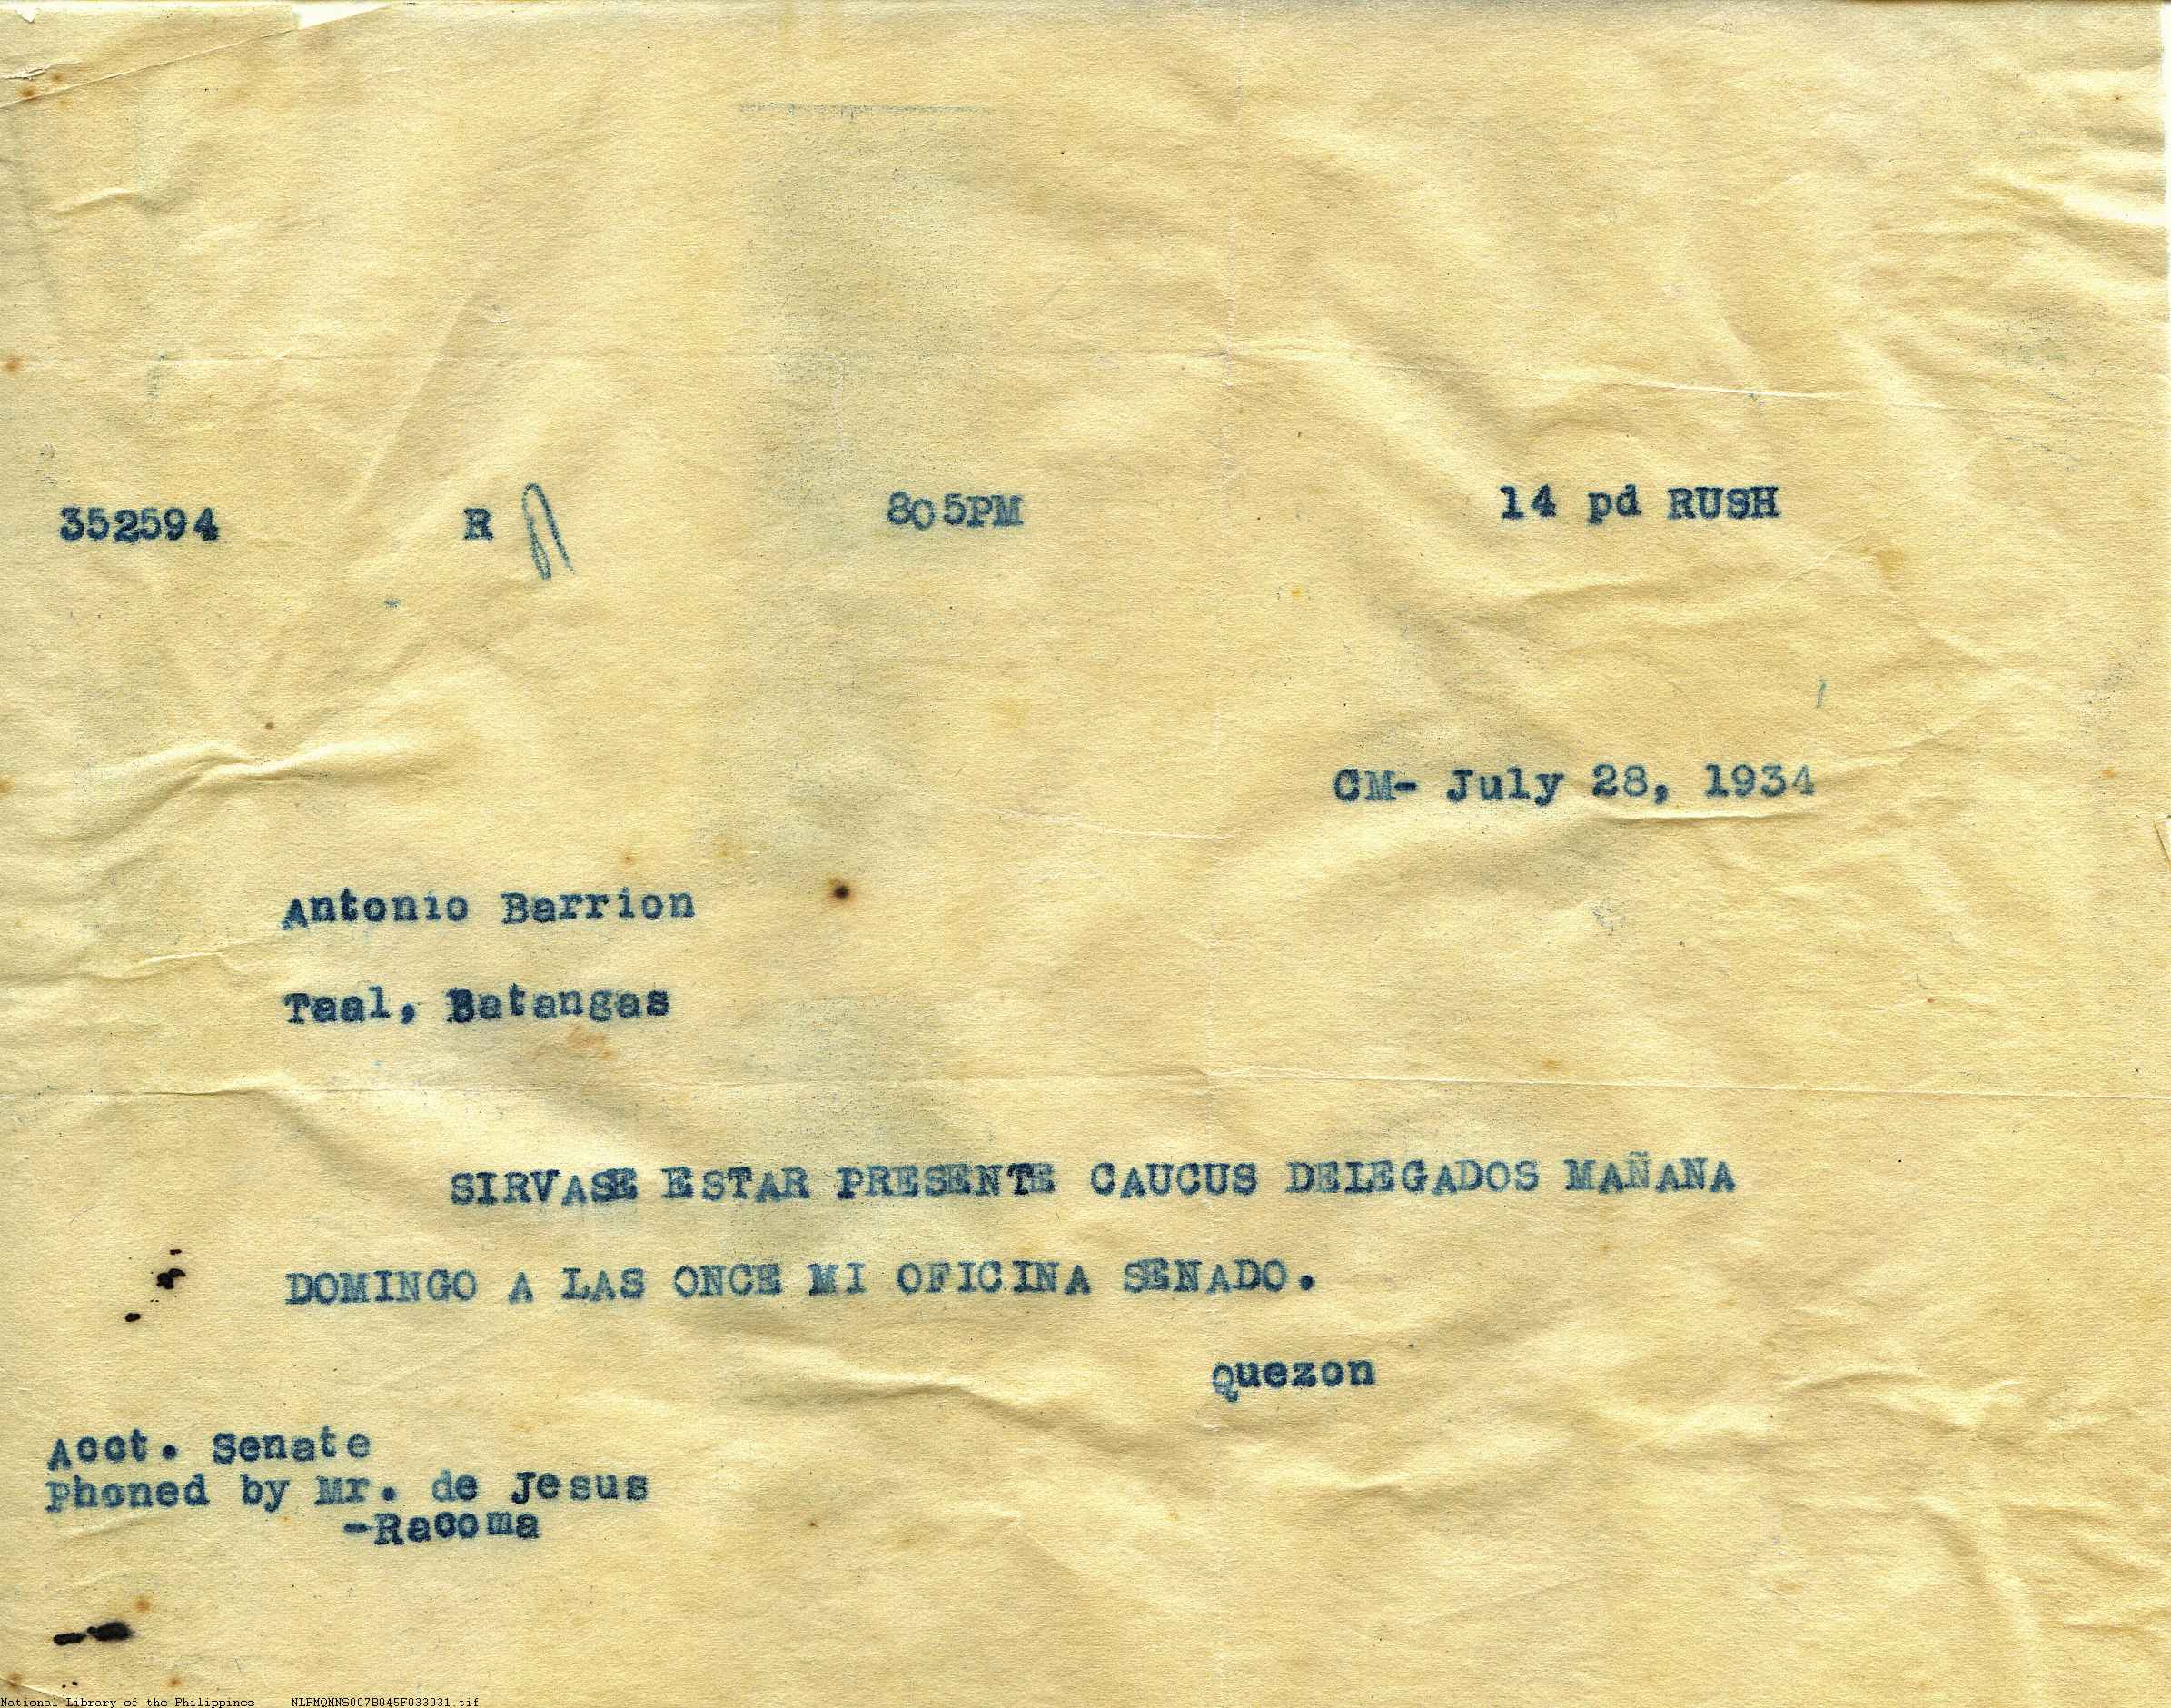 352594 R 805PM 14 pd RUSH
CM- July 28, 1934
Antonio Barrion
Taal, Batangas
SIRVASE ESTAR PRESENTE CAUCUS DELEGADOS MAÑANA
DOMINGO A LAS ONCE MI OFICINA SENADO.
Quezon
Acct. Senate
Phoned by Mr. de Jesus
-Racoma
National Library of the Philippines NLPMQMNS007B045F033031.tif